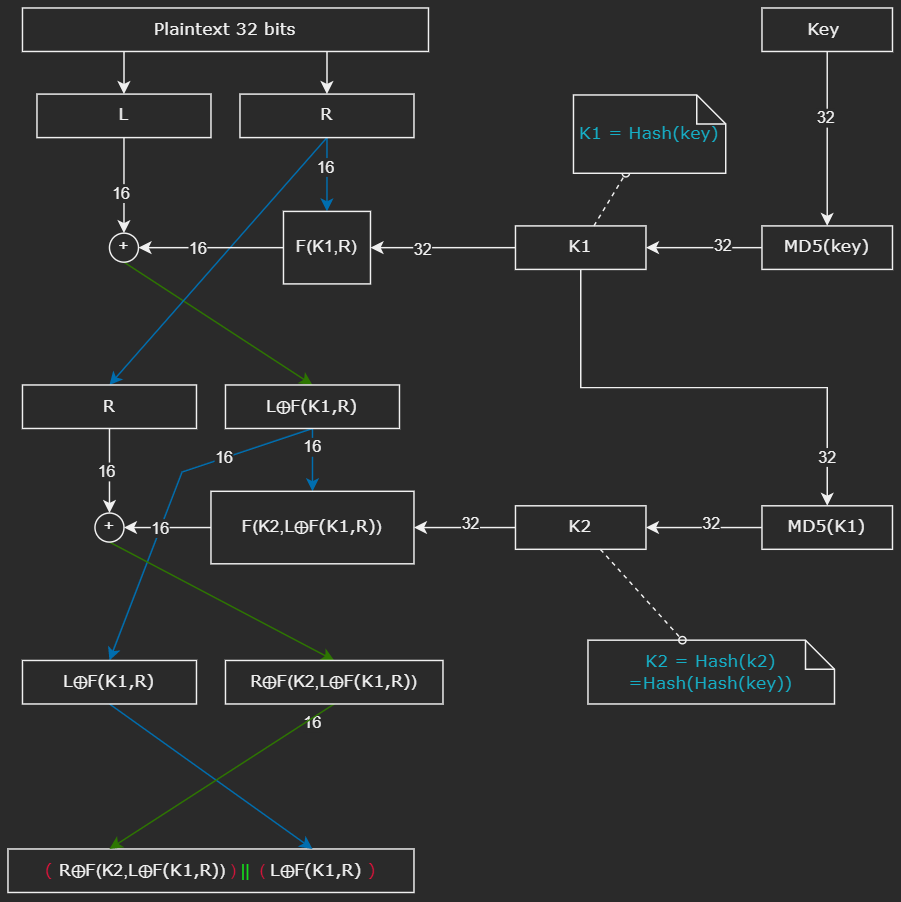 Plaintext 32 bits
Key
L
R
K1 = Hash(key)
32
16
16
+
16
F(K1,R)
32
K1
32
MD5(key)
R
L⊕F(K1,R)
16
16
32
16
+
16
F(K2,L⊕F(K1,R))
32
K2
32
MD5(K1)
L⊕F(K1,R)
R⊕F(K2,L⊕F(K1,R))
K2 = Hash(k2)
=Hash(Hash(key))
16
( R⊕F(K2,L⊕F(K1,R)) ) || ( L⊕F(K1,R) )